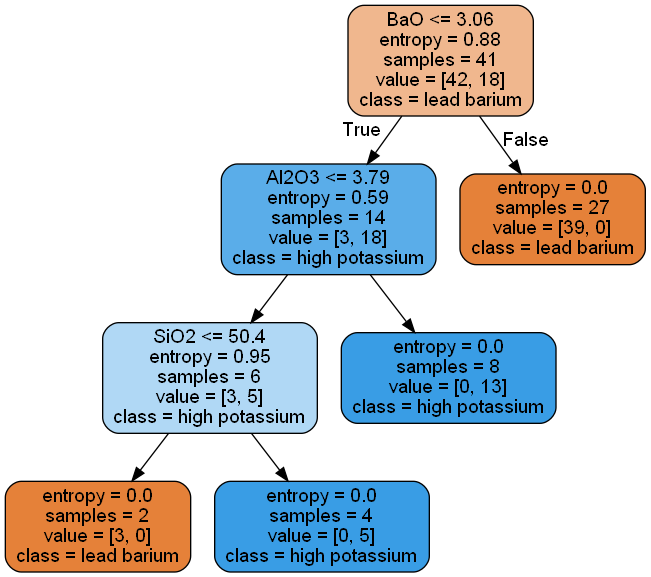 BaO <= 3.06
entropy = 0.88
samples = 41
value = [42, 18]
class = lead barium
True
False
Al2O3 <= 3.79
entropy = 0.59
samples = 14
value = [3, 18]
class = high potassium
entropy = 0.0
samples = 27
value = [39, 0]
class = lead barium
SiO2 <= 50.4
entropy = 0.95
samples = 6
value = [3, 5]
class = high potassium
entropy = 0.0
samples = 8
value = [0, 13]
class = high potassium
entropy = 0.0
samples = 2
value = [3, 0]
class = lead barium
entropy = 0.0
samples = 4
value = [0, 5]
class = high potassium